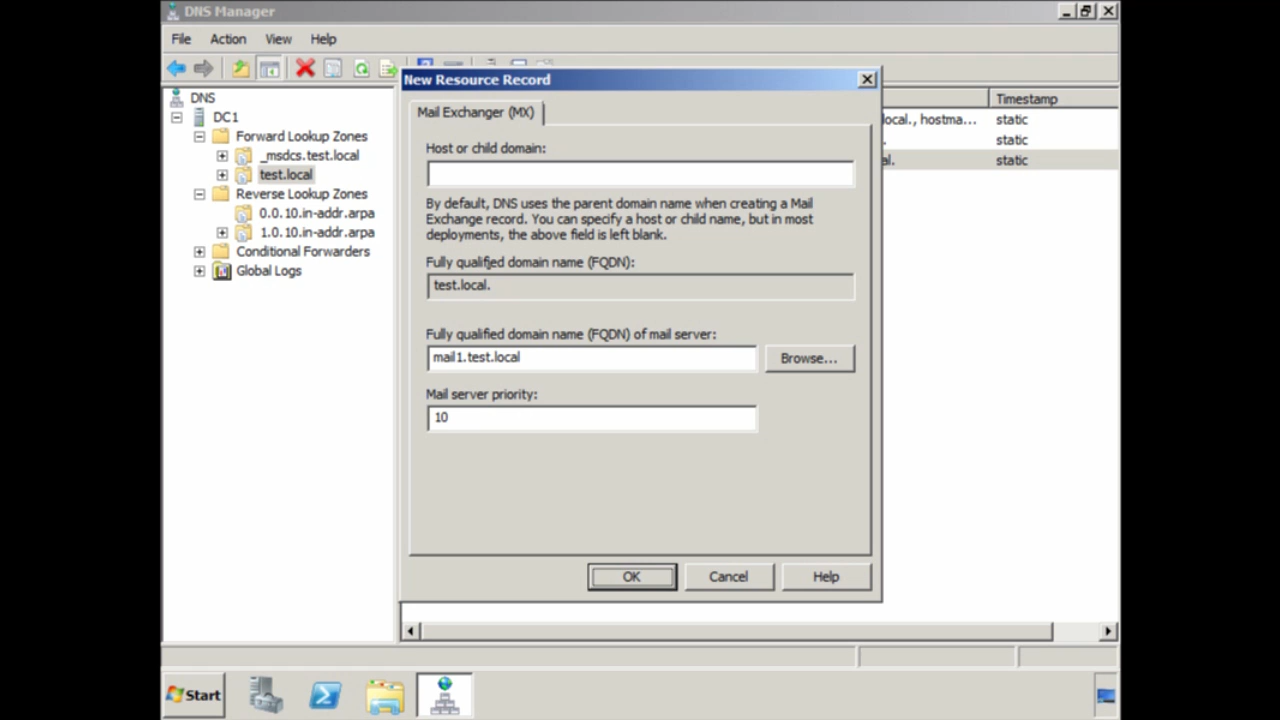 DNS Manager
File Action View Help
New Resource Record
DNS
DC1
Forward Lookup Zones
_msdcs.test.local
test.local
Reverse Lookup Zones
0.0.10.in-addr.arpa
1.0.10.in-addr.arpa
Conditional Forwarders
Global Logs
Mail Exchanger (MX)
Host or child domain:
By default, DNS uses the parent domain name when creating a Mail
Exchange record. You can specify a host or child name, but in most
deployments, the above field is left blank.
Fully qualified domain name (FQDN):
test.local.
Fully qualified domain name (FQDN) of mail server:
mail1.test.local
Browse...
Mail server priority:
10
OK Cancel Help
Timestamp
local., hostma... static
. static
al. static
Start